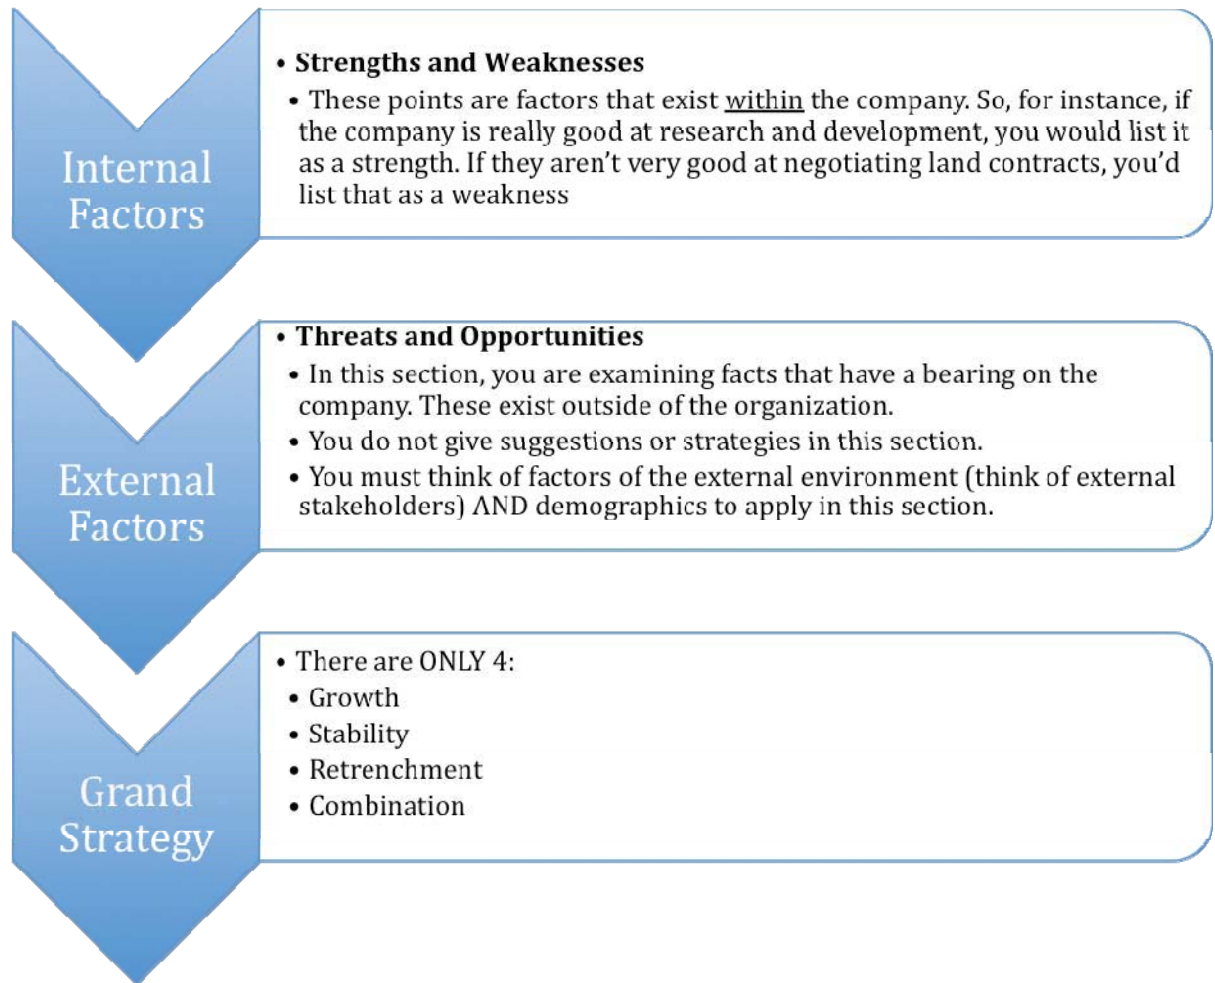 Internal
Factors
• Strengths and Weaknesses
• These points are factors that exist within the company. So, for instance, if
the company is really good at research and development, you would list it
as a strength. If they aren't very good at negotiating land contracts, you'd
list that as a weakness
External
Factors
• Threats and Opportunities
• In this section, you are examining facts that have a bearing on the
company. These exist outside of the organization.
• You do not give suggestions or strategies in this section.
• You must think of factors of the external environment (think of external
stakeholders) AND demographics to apply in this section.
Grand
Strategy
• There are ONLY 4:
• Growth
• Stability
• Retrenchment
• Combination